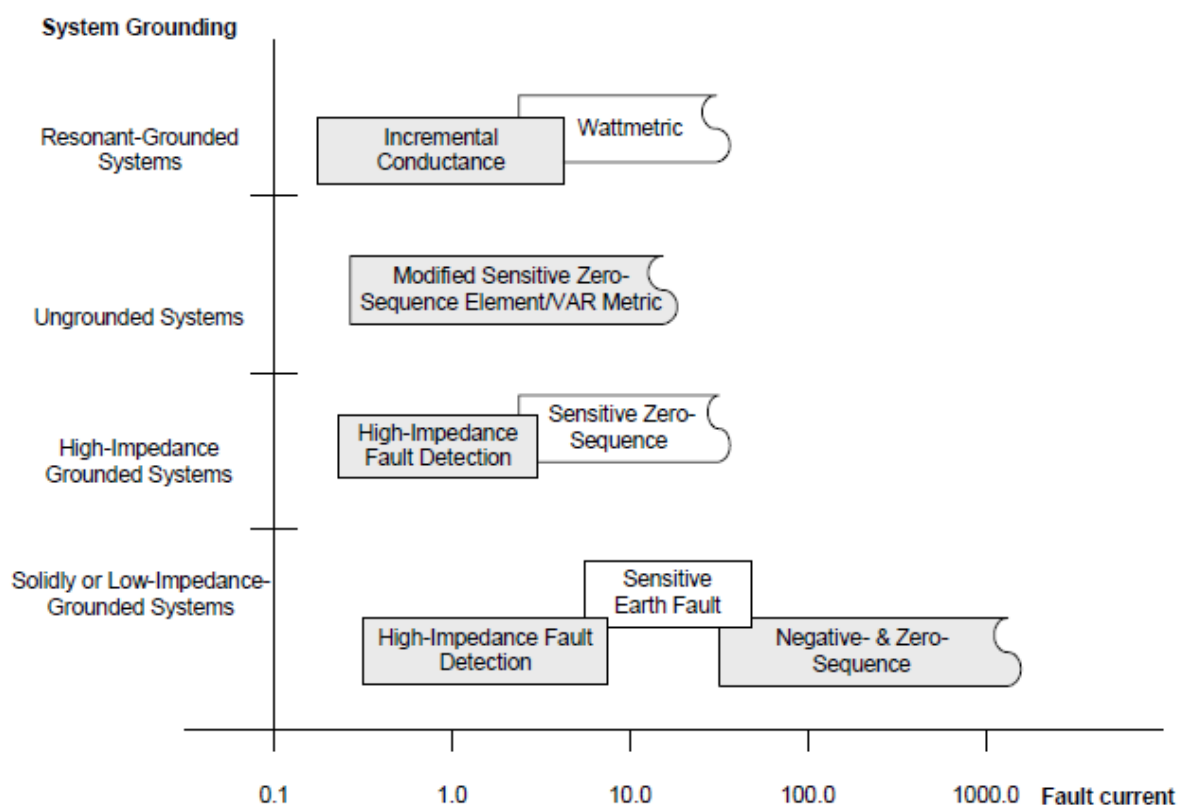 System Grounding
Resonant-Grounded
Systems
Incremental
Conductance
Wattmetric
Ungrounded Systems
Modified Sensitive Zero-
Sequence Element/VAR Metric
High-Impedance
Grounded Systems
High-Impedance
Fault Detection
Sensitive Zero-
Sequence
Solidly or Low-Impedance-
Grounded Systems
High-Impedance Fault
Detection
Sensitive
Earth Fault
Negative- & Zero-
Sequence
0.1
1.0
10.0
100.0
1000.0
Fault current